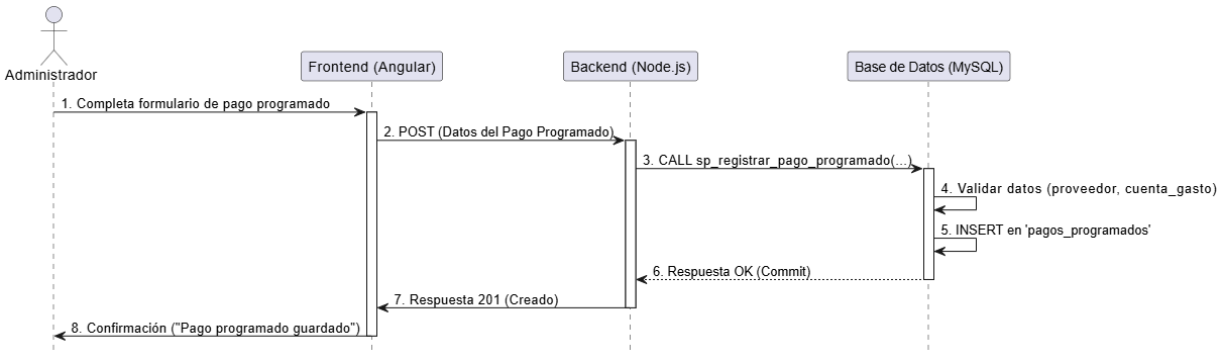 Administrador
Frontend (Angular)
Backend (Node.js)
Base de Datos (MySQL)
1. Completa formulario de pago programado
2. POST (Datos del Pago Programado)
3. CALL sp_registrar_pago_programado(...)
4. Validar datos (proveedor, cuenta_gasto)
5. INSERT en 'pagos_programados'
6. Respuesta OK (Commit)
7. Respuesta 201 (Creado)
8. Confirmación ("Pago programado guardado")